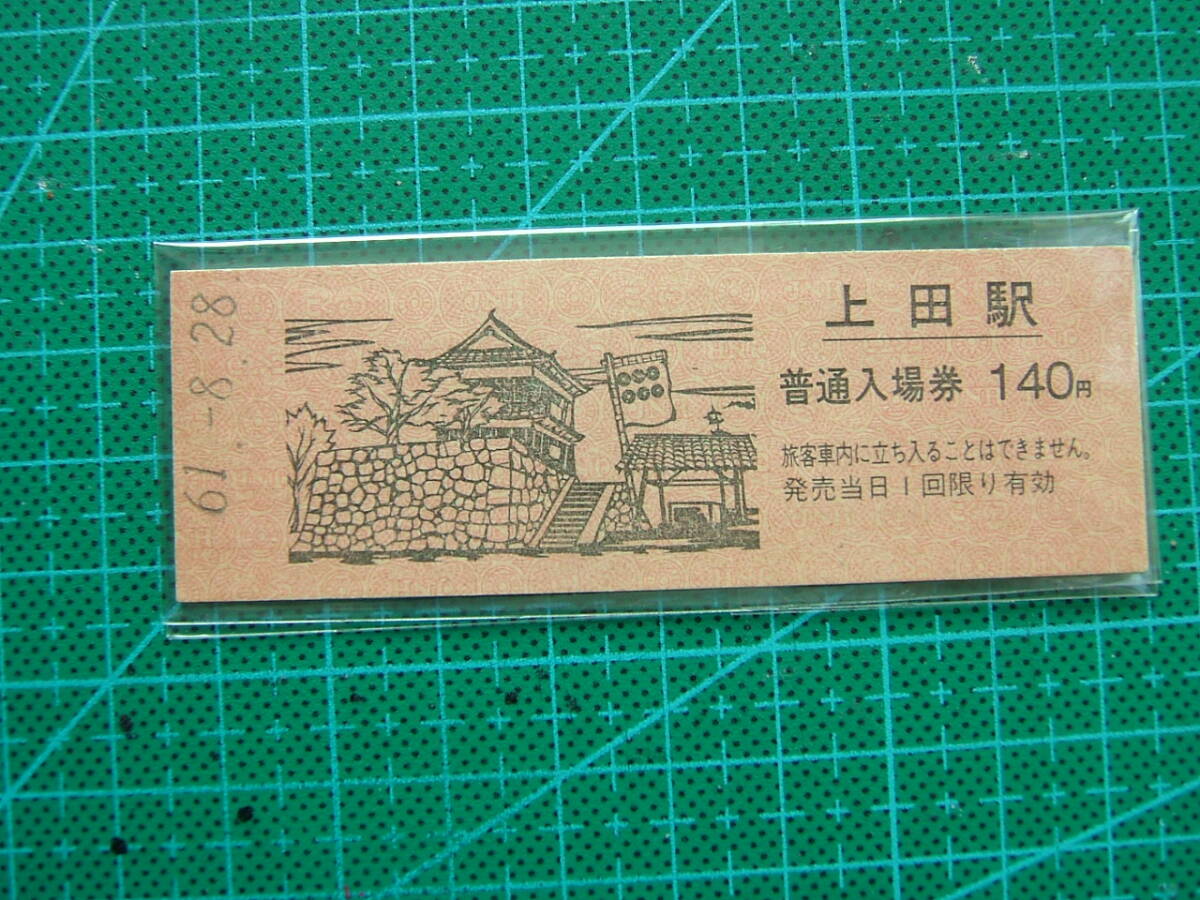 61.-8.28
上田駅
普通入場券 140円
旅客車内に立ち入ることはできません。
発売当日1回限り有効